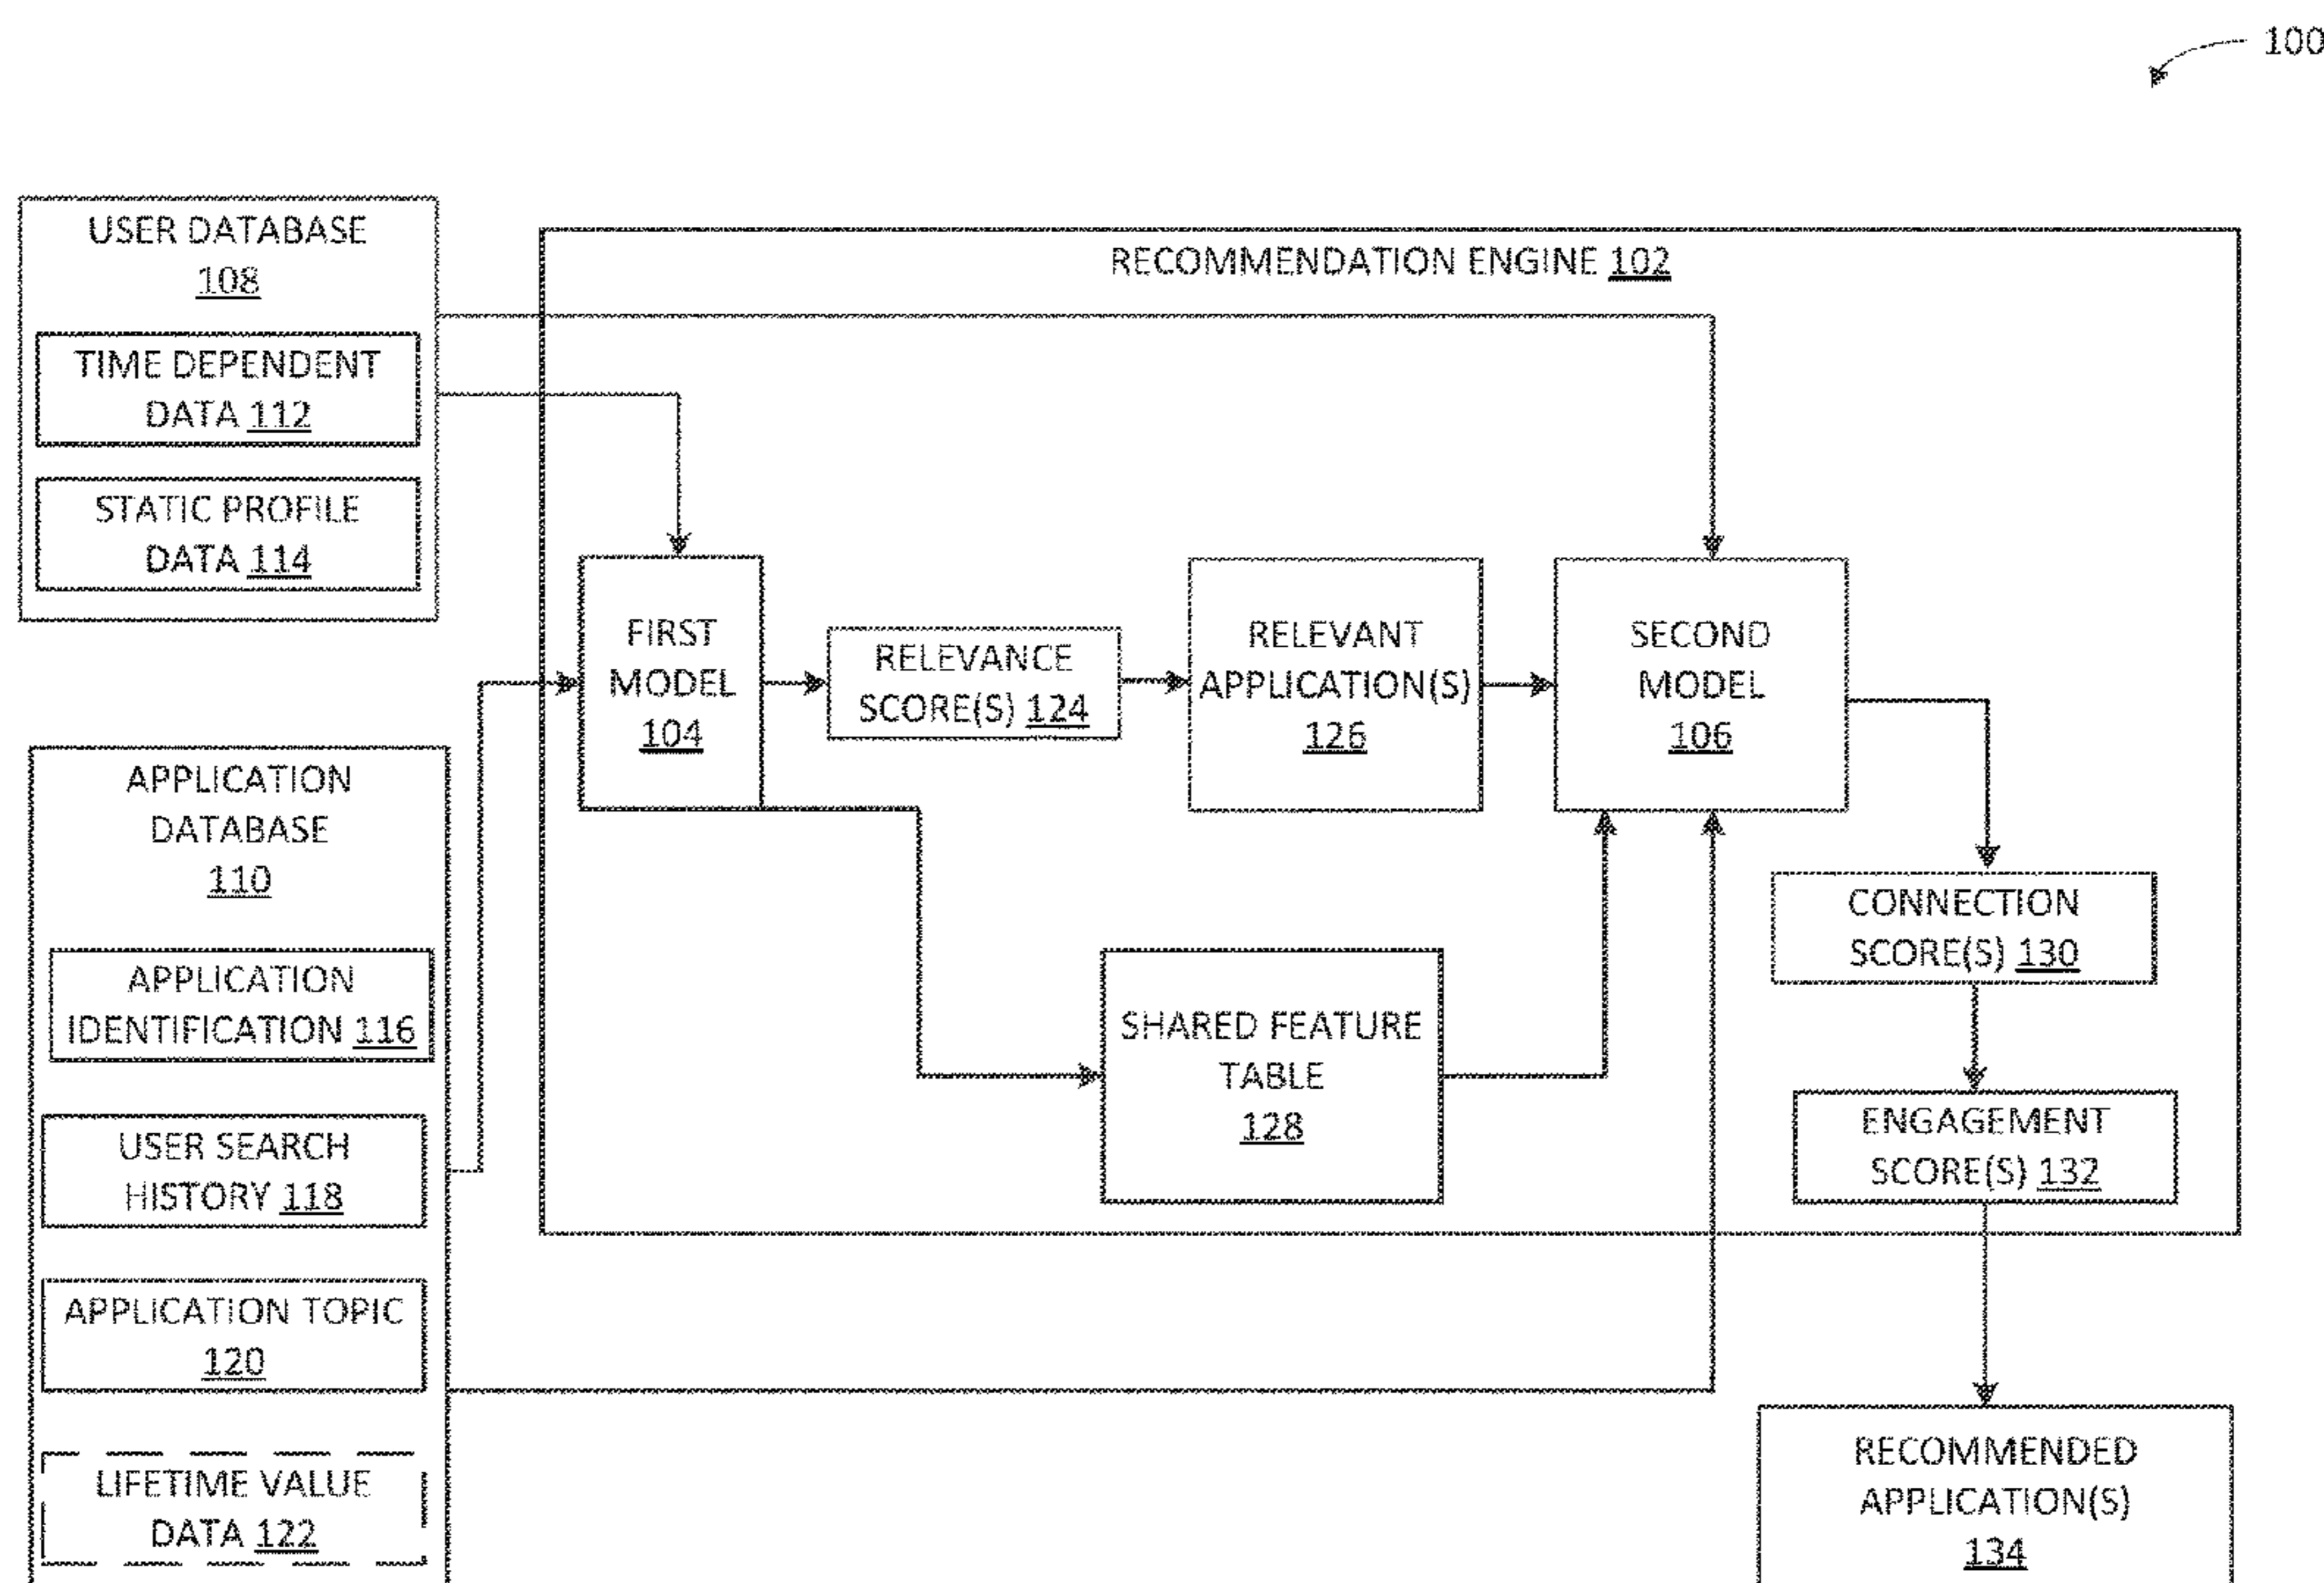 100
USER DATABASE
108
TIME DEPENDENT
DATA 112
STATIC PROFILE
DATA 114
RECOMMENDATION ENGINE 102
FIRST
MODEL
104
RELEVANCE
SCORE(S) 124
RELEVANT
APPLICATION(S)
126
SECOND
MODEL
106
APPLICATION
DATABASE
110
APPLICATION
IDENTIFICATION 116
USER SEARCH
HISTORY 118
APPLICATION TOPIC
120
LIFETIME VALUE
DATA 122
SHARED FEATURE
TABLE
128
CONNECTION
SCORE(S) 130
ENGAGEMENT
SCORE(S) 132
RECOMMENDED
APPLICATION(S)
134